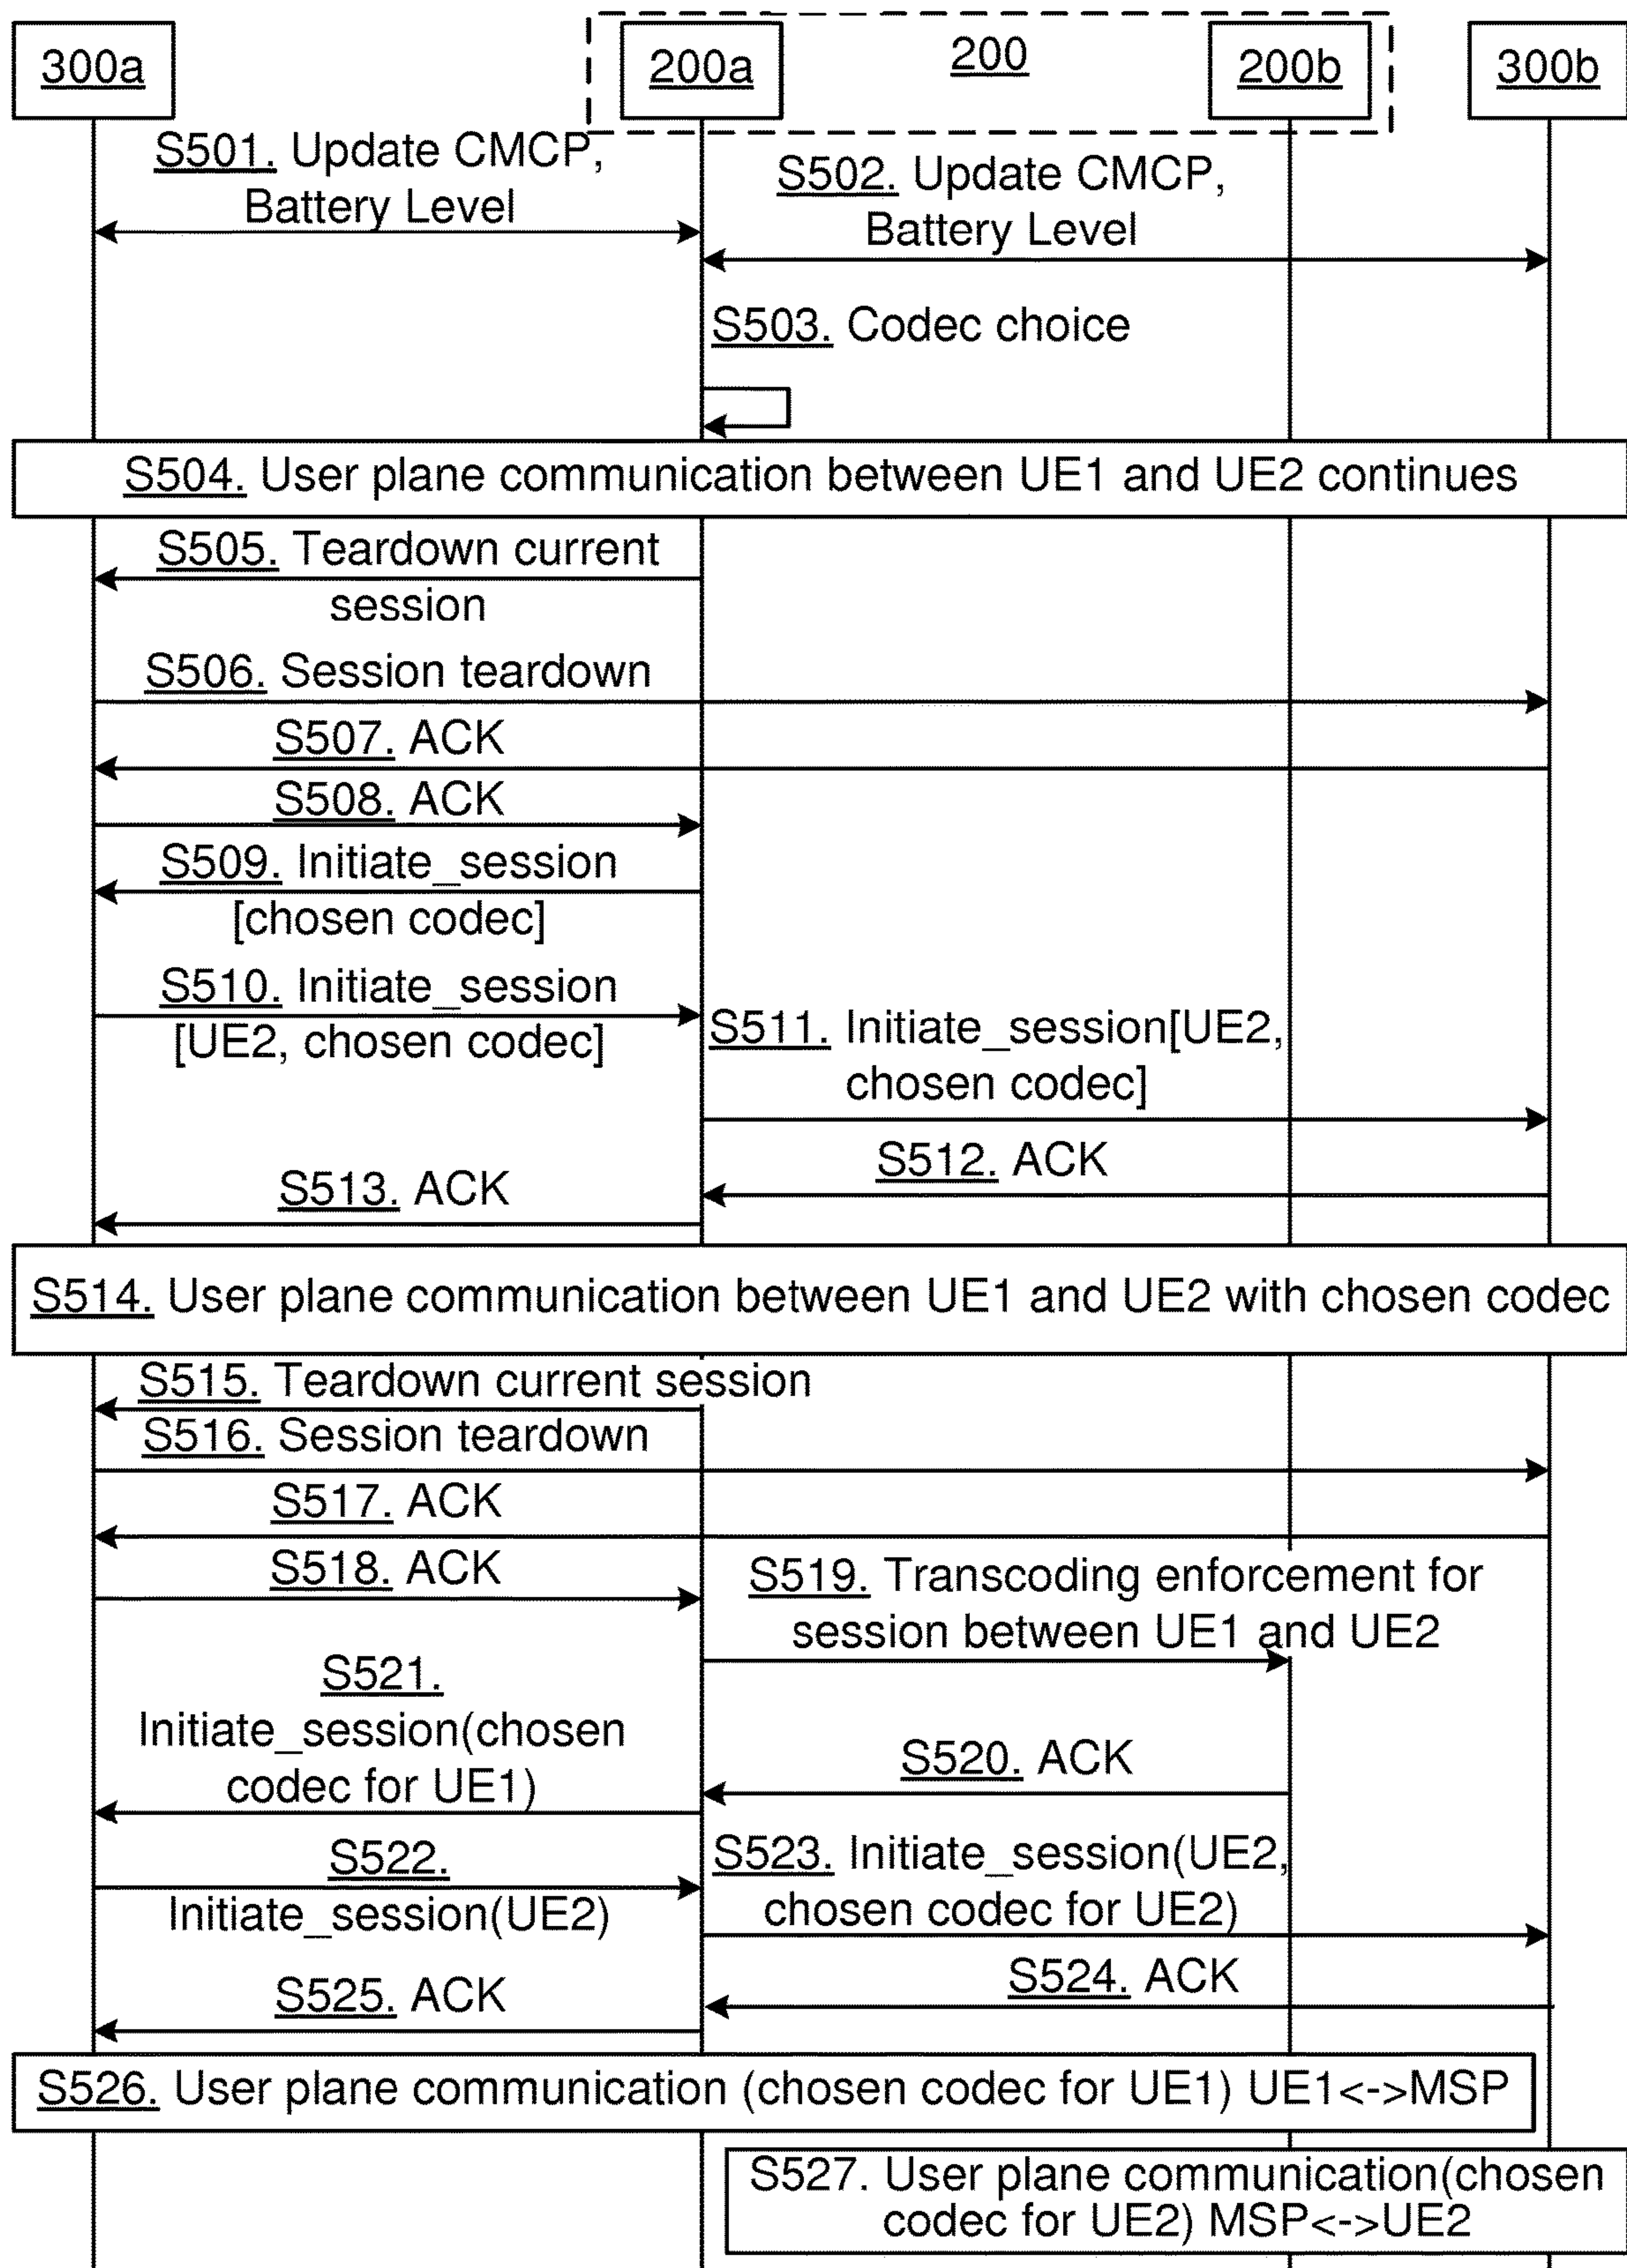 300a
200a
200
200b
300b
S501. Update CMCP,
Battery Level
S502. Update CMCP,
Battery Level
S503. Codec choice
S504. User plane communication between UE1 and UE2 continues
S505. Teardown current
session
S506. Session teardown
S507. ACK
S508. ACK
S509. Initiate_session
[chosen codec]
S510. Initiate_session
[UE2, chosen codec]
S511. Initiate_session[UE2,
chosen codec]
S512. ACK
S513. ACK
S514. User plane communication between UE1 and UE2 with chosen codec
S515. Teardown current session
S516. Session teardown
S517. ACK
S518. ACK
S519. Transcoding enforcement for
session between UE1 and UE2
S521.
Initiate_session(chosen
codec for UE1)
S520. ACK
S522.
Initiate_session(UE2)
S523. Initiate_session(UE2,
chosen codec for UE2)
S524. ACK
S525. ACK
S526. User plane communication (chosen codec for UE1) UE1<->MSP
S527. User plane communication(chosen
codec for UE2) MSP<->UE2